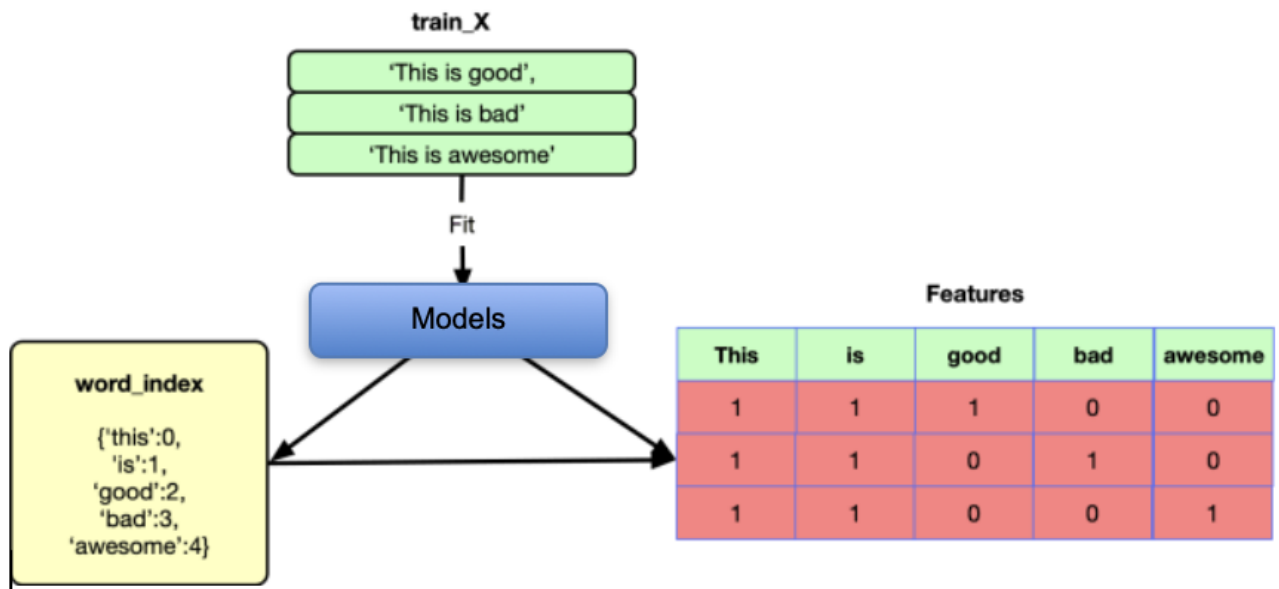 train_X
‘This is good’,
‘This is bad’
‘This is awesome’
Fit
Models
word_index
{'this':0,
'is':1,
‘good’:2,
‘bad’:3,
‘awesome’:4}
Features
This is good bad awesome
1 1 1 0 0
1 1 0 1 0
1 1 0 0 1